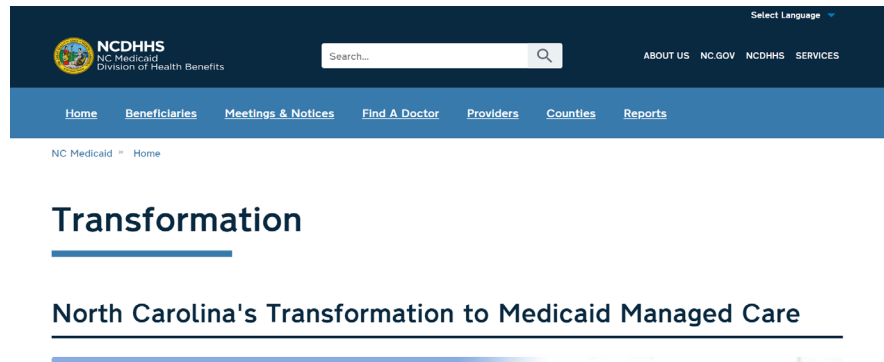 Select Language
NCDHHS
NC Medicaid
Division of Health Benefits
Search...
ABOUT US NC.GOV NCDHHS SERVICES
Home Beneficiaries Meetings & Notices Find A Doctor Providers Counties Reports
NC Medicaid » Home
Transformation
North Carolina's Transformation to Medicaid Managed Care